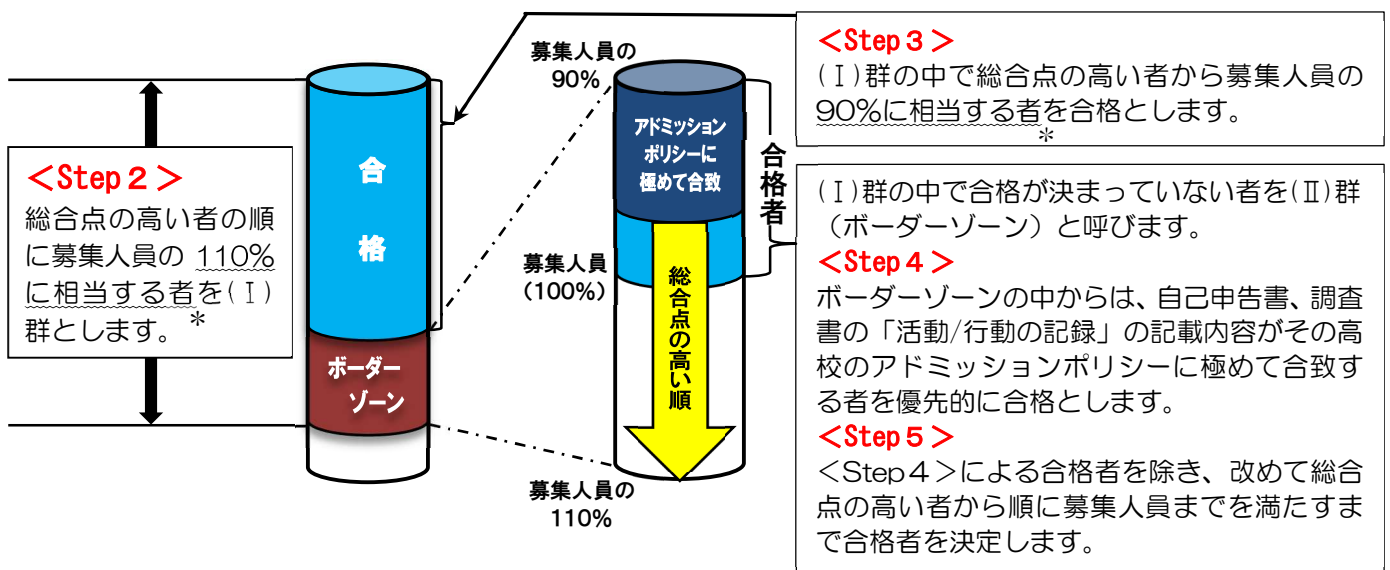 <Step 2>
総合点の高い者の順
に募集人員の 110%
に相当する者を(Ⅰ)
群とします。*
合
格
ボーダー
ゾーン
募集人員の
90%
募集人員
(100%)
募集人員の
110%
アドミッション
ポリシーに
極めて合致
総合点の高い順
合格者
<Step3>
(Ⅰ)群の中で総合点の高い者から募集人員の
90%に相当する者を合格とします。
*
(Ⅰ)群の中で合格が決まっていない者を(Ⅱ)群
(ボーダーゾーン)と呼びます。
<Step4>
ボーダーゾーンの中からは、自己申告書、調査
書の「活動/行動の記録」の記載内容がその高
校のアドミッションポリシーに極めて合致す
る者を優先的に合格とします。
<Step5>
<Step4>による合格者を除き、改めて総合
点の高い者から順に募集人員までを満たすま
で合格者を決定します。